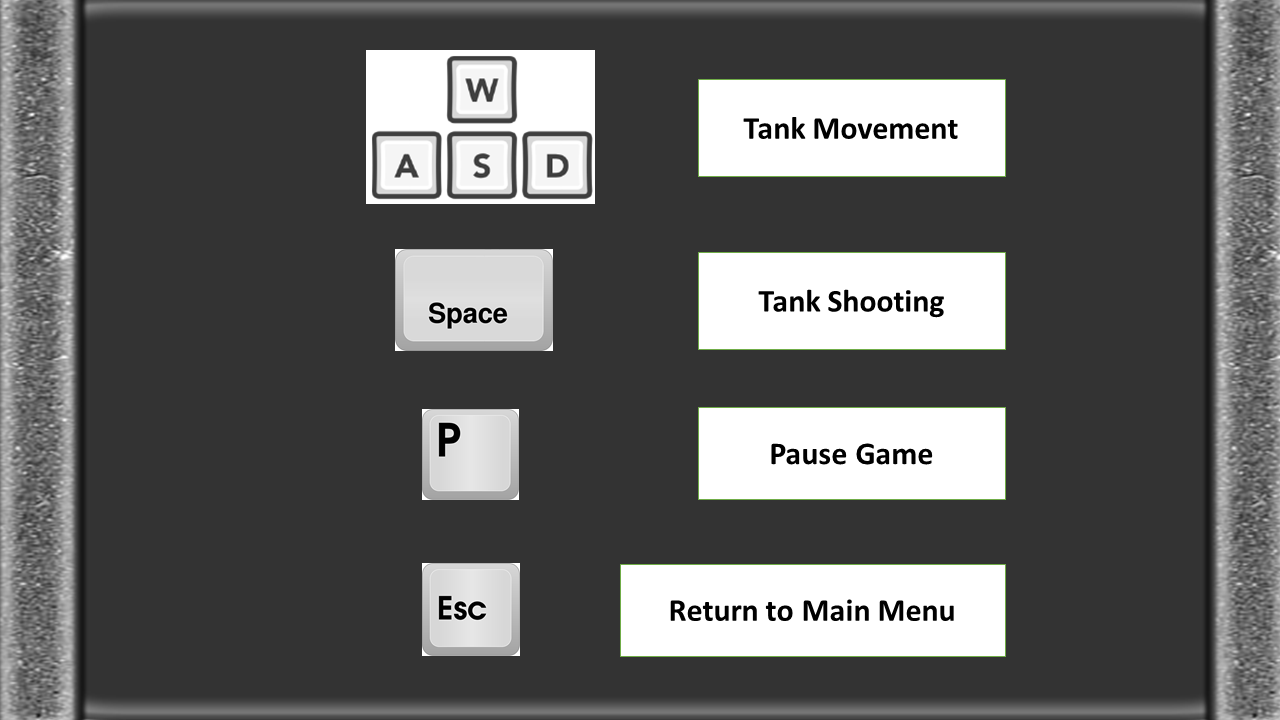 W
A S D
Tank Movement
Space
Tank Shooting
P
Pause Game
Esc
Return to Main Menu